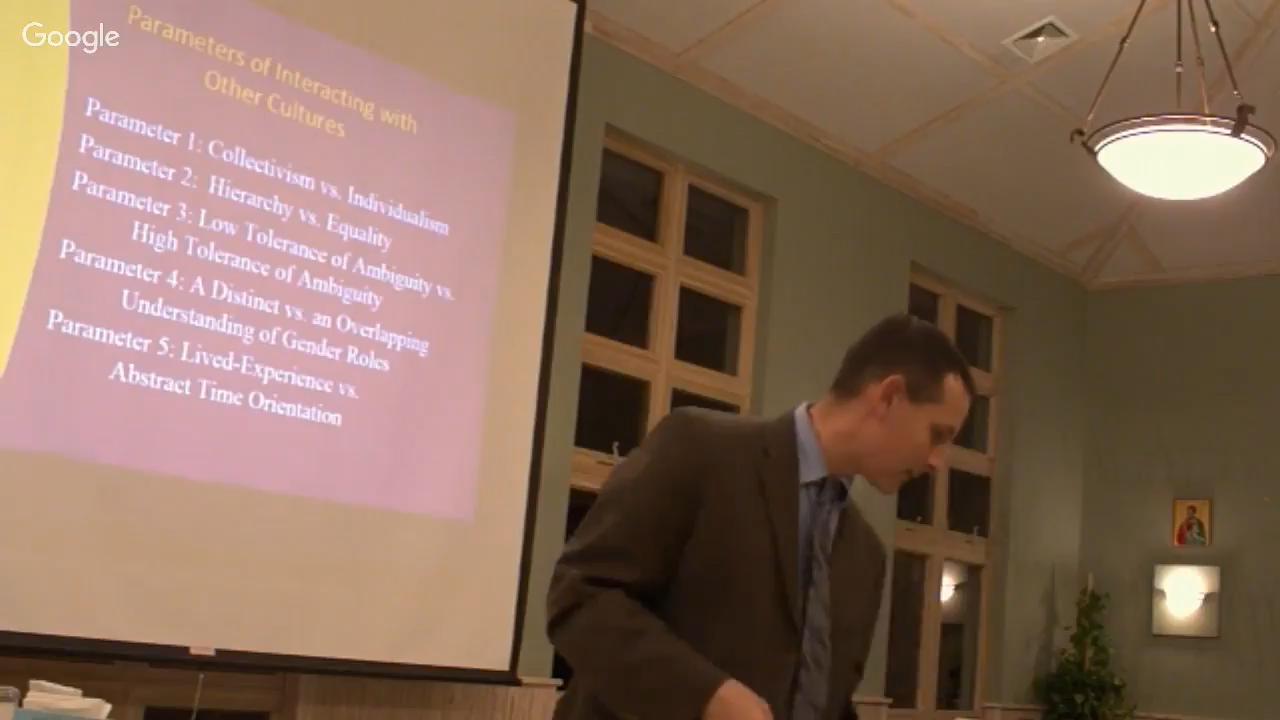 Google
Parameters of Interacting with
Other Cultures
Parameter 1: Collectivism vs. Individualism
Parameter 2: Hierarchy vs. Equality
Parameter 3: Low Tolerance of Ambiguity vs.
High Tolerance of Ambiguity
Parameter 4: A Distinct vs. an Overlapping
Understanding of Gender Roles
Parameter 5: Lived-Experience vs.
Abstract Time Orientation